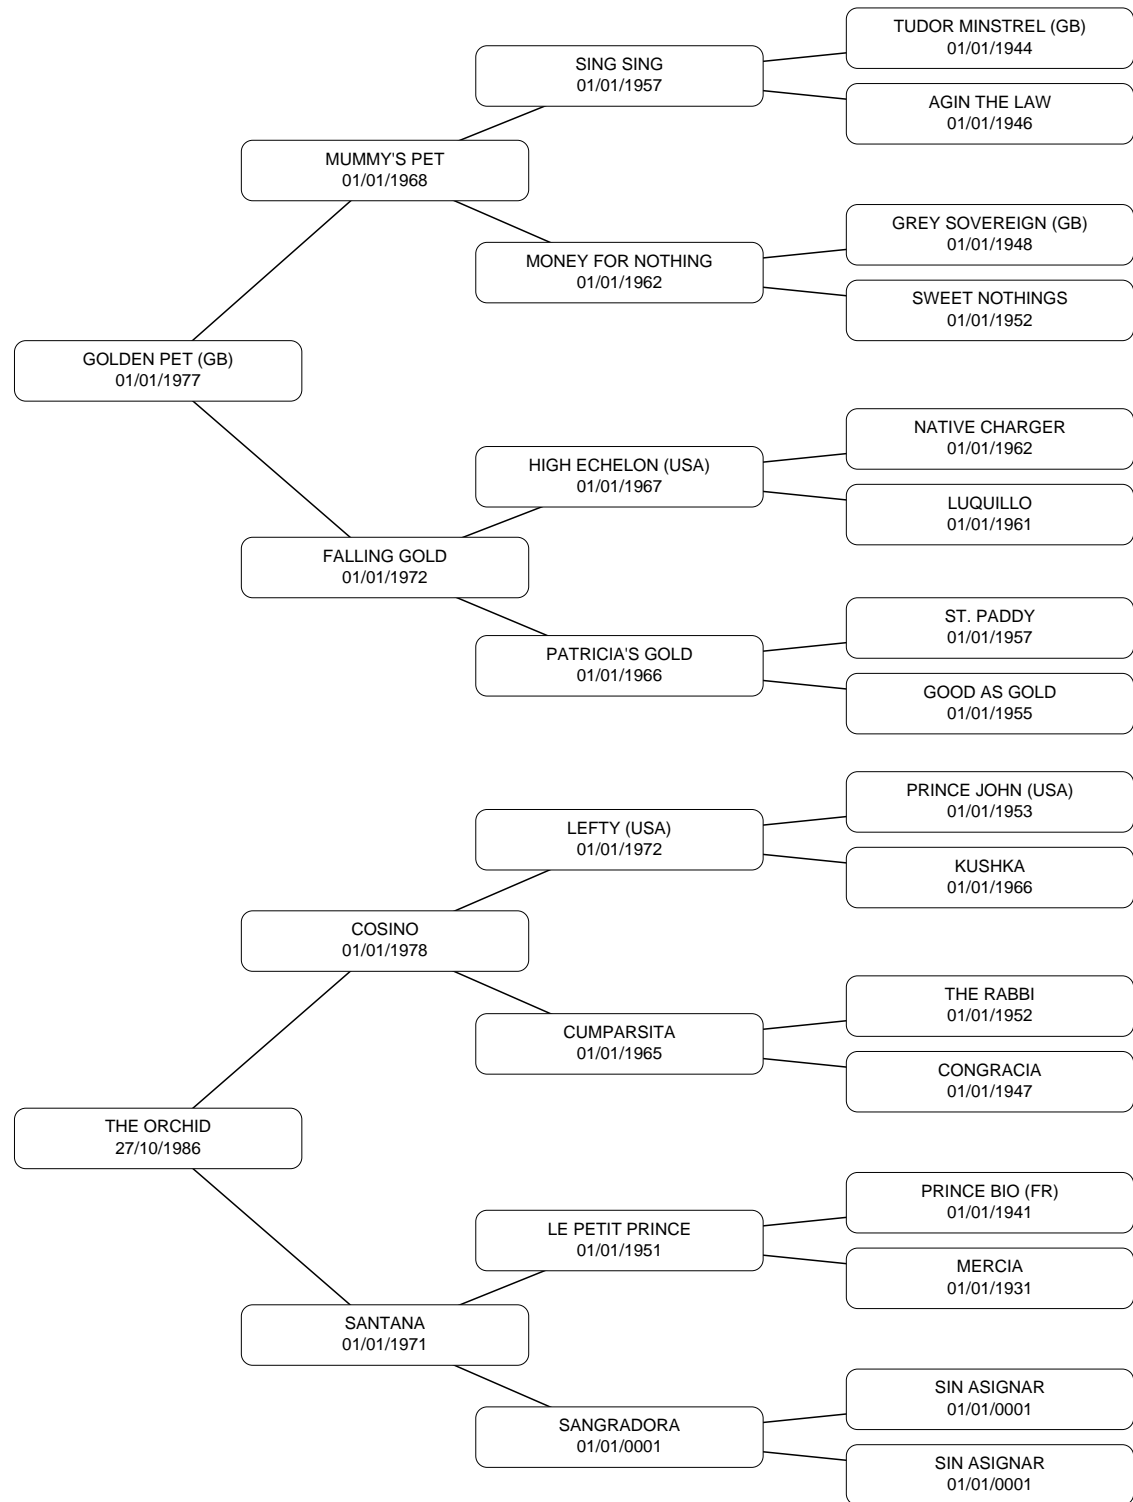 TUDOR MINSTREL (GB)
01/01/1944
SING SING
01/01/1957
AGIN THE LAW
01/01/1946
MUMMY'S PET
01/01/1968
GREY SOVEREIGN (GB)
01/01/1948
MONEY FOR NOTHING
01/01/1962
SWEET NOTHINGS
01/01/1952
GOLDEN PET (GB)
01/01/1977
NATIVE CHARGER
01/01/1962
HIGH ECHELON (USA)
01/01/1967
LUQUILLO
01/01/1961
FALLING GOLD
01/01/1972
ST. PADDY
01/01/1957
PATRICIA'S GOLD
01/01/1966
GOOD AS GOLD
01/01/1955
PRINCE JOHN (USA)
01/01/1953
LEFTY (USA)
01/01/1972
KUSHKA
01/01/1966
COSINO
01/01/1978
THE RABBI
01/01/1952
CUMPARSITA
01/01/1965
CONGRACIA
01/01/1947
THE ORCHID
27/10/1986
PRINCE BIO (FR)
01/01/1941
LE PETIT PRINCE
01/01/1951
MERCIA
01/01/1931
SANTANA
01/01/1971
SIN ASIGNAR
01/01/0001
SANGRADORA
01/01/0001
SIN ASIGNAR
01/01/0001